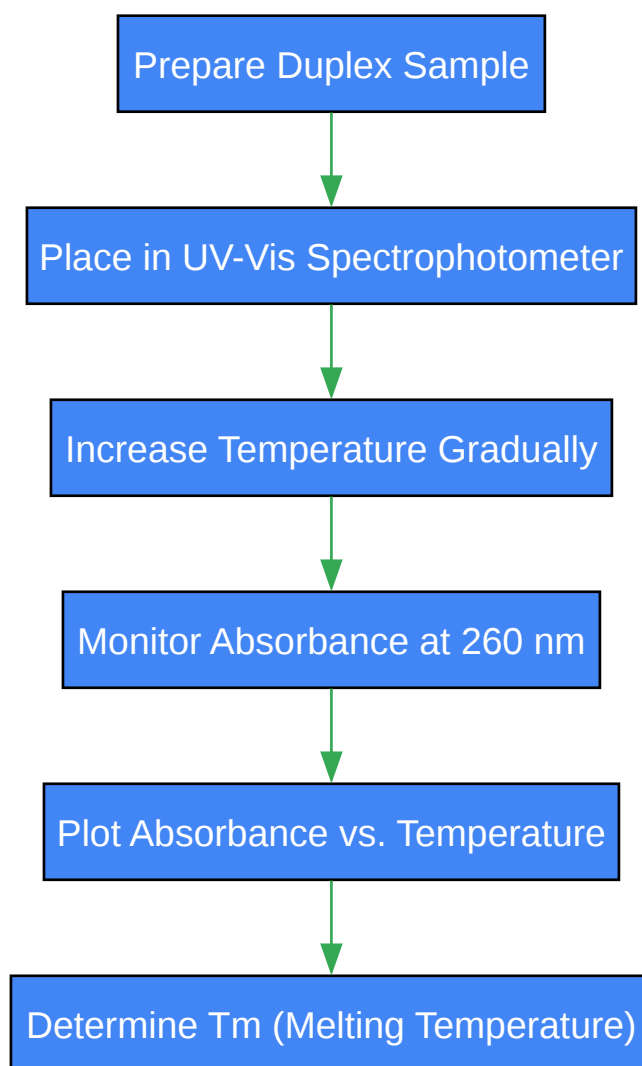 Prepare Duplex Sample
Place in UV-Vis Spectrophotometer
Increase Temperature Gradually
Monitor Absorbance at 260 nm
Plot Absorbance vs. Temperature
Determine Tm (Melting Temperature)